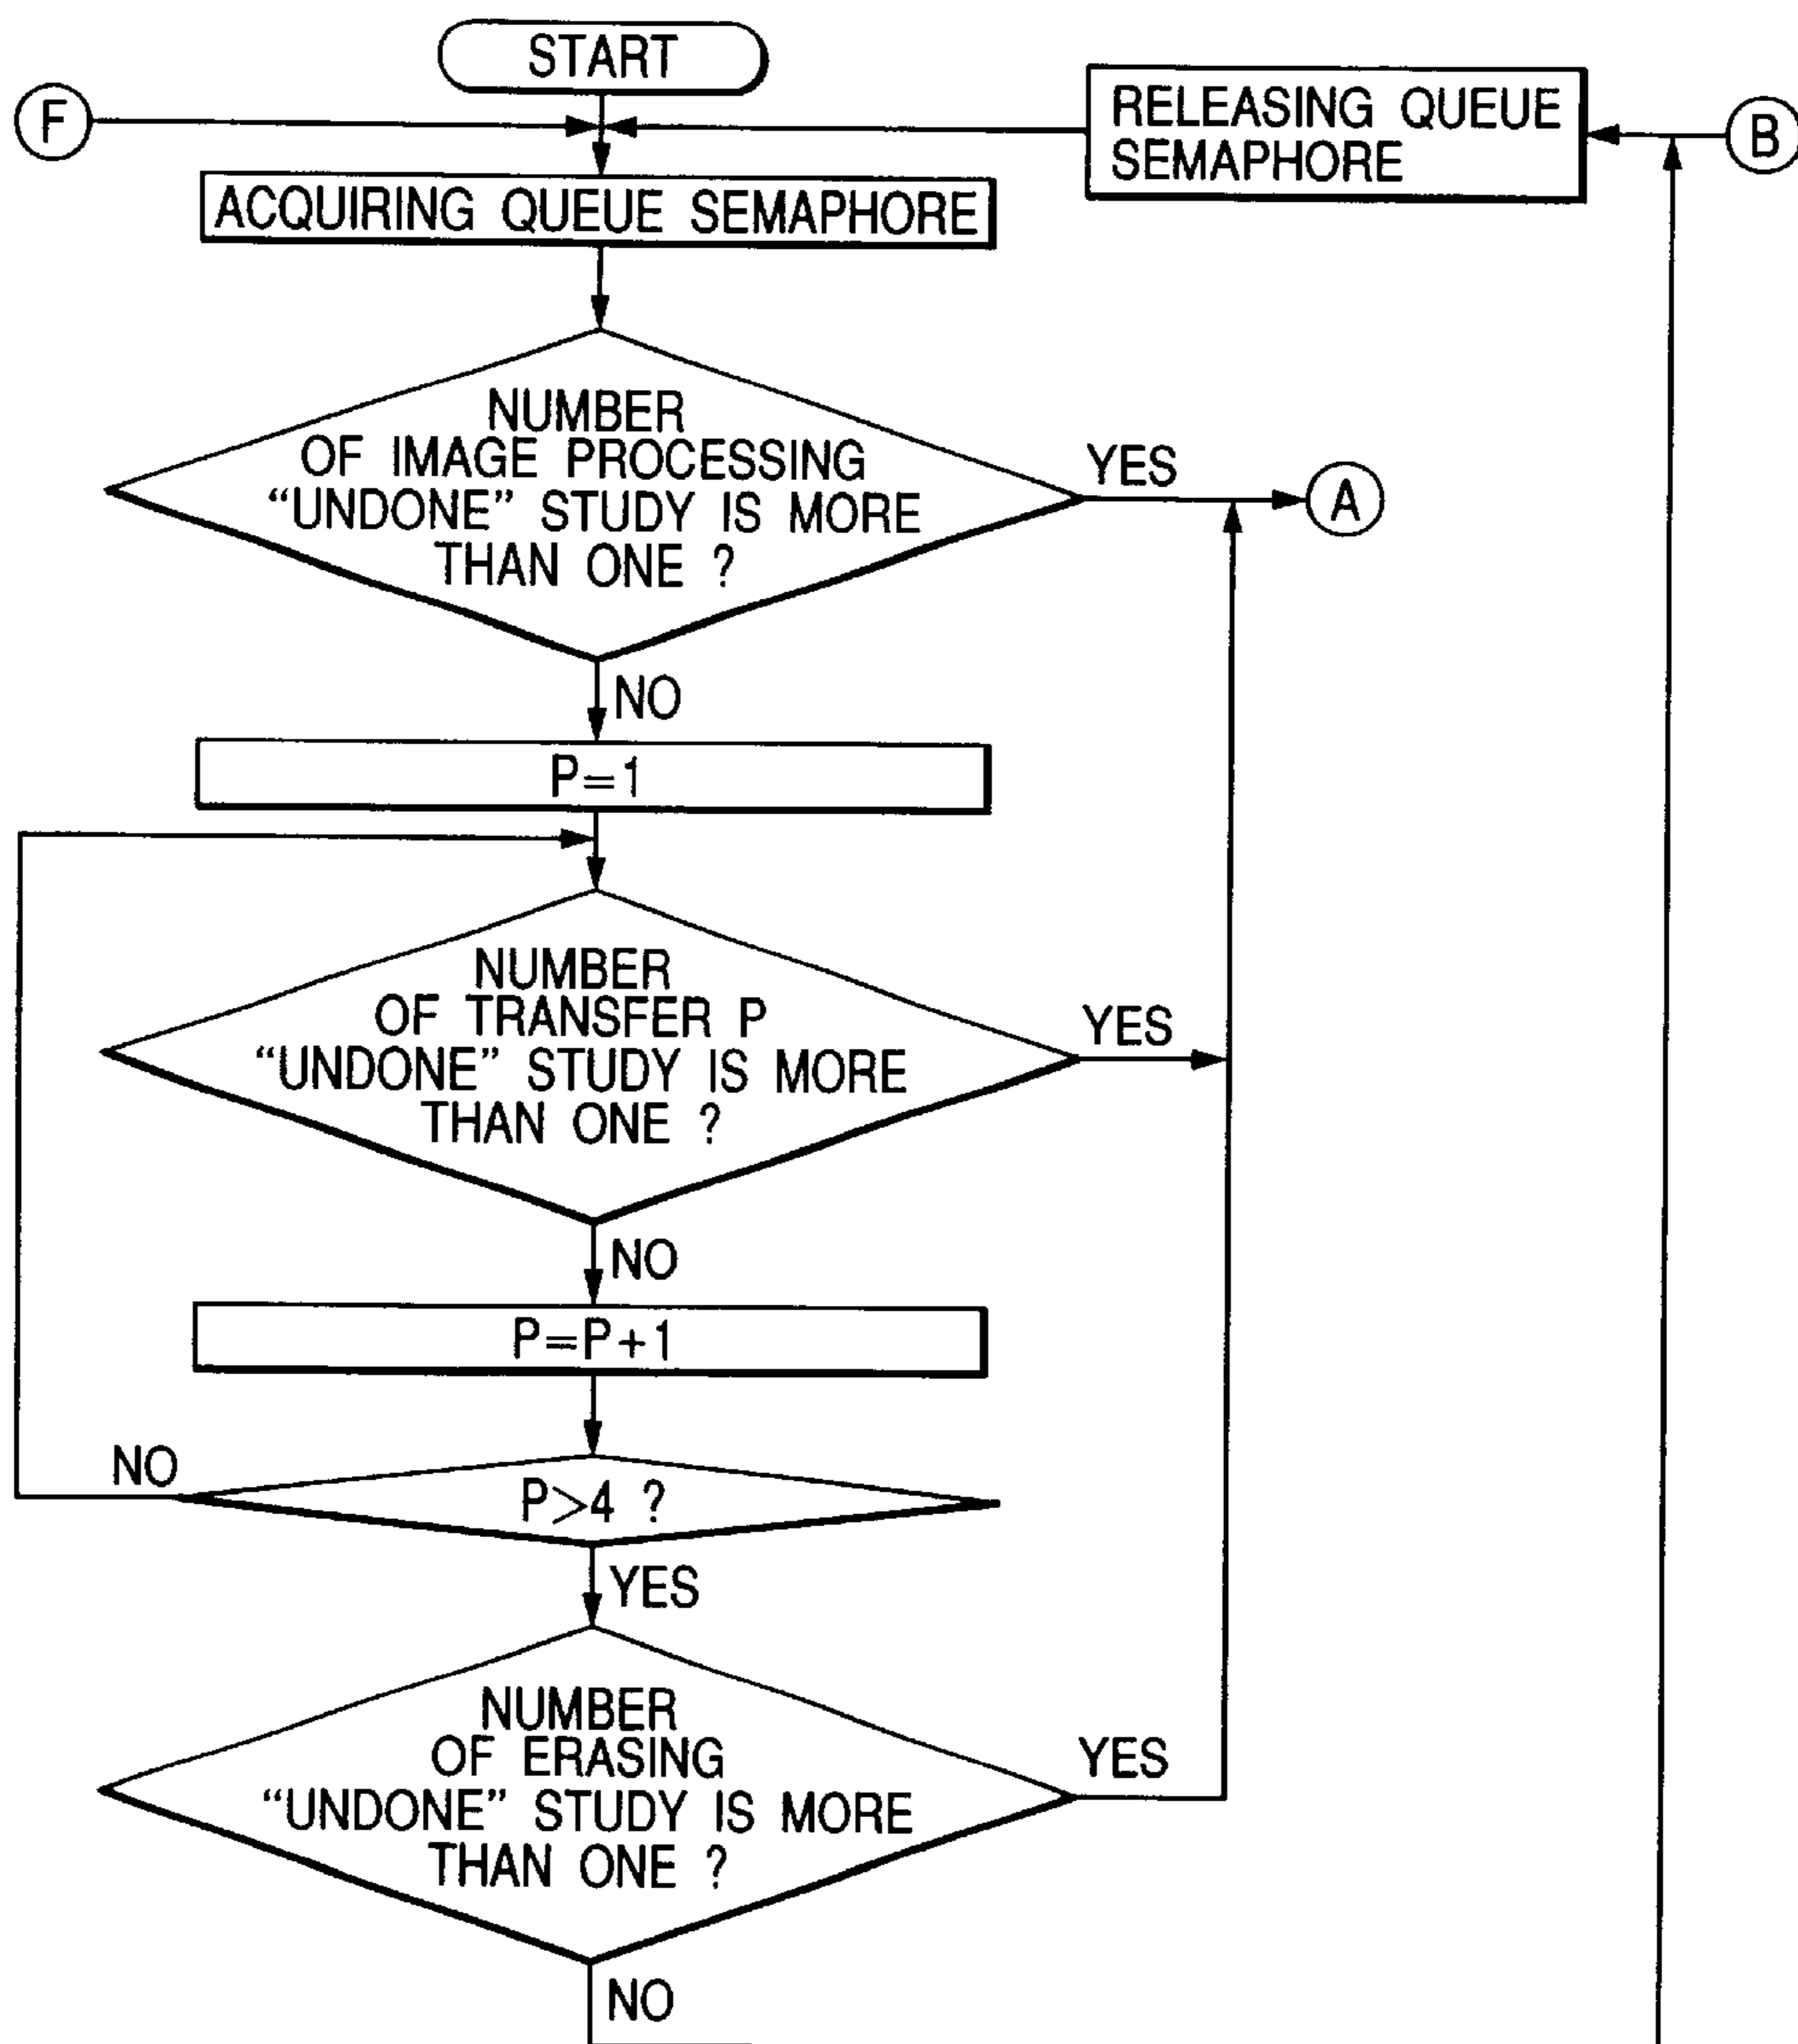 START
F
RELEASING QUEUE
SEMAPHORE
B
ACQUIRING QUEUE SEMAPHORE
NUMBER
OF IMAGE PROCESSING
“UNDONE” STUDY IS MORE
THAN ONE ?
YES
A
NO
P=1
NUMBER
OF TRANSFER P
“UNDONE” STUDY IS MORE
THAN ONE ?
YES
NO
P=P+1
NO
P>4 ?
YES
NUMBER
OF ERASING
“UNDONE” STUDY IS MORE
THAN ONE ?
YES
NO